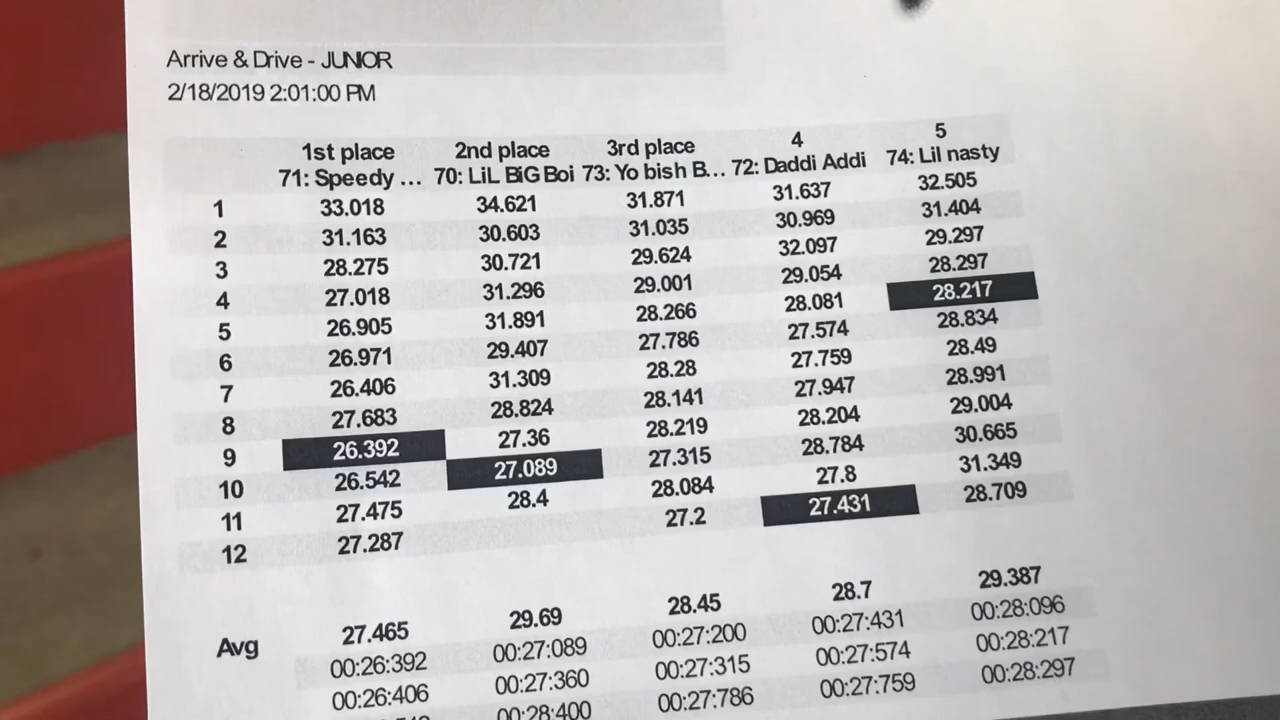 Arrive & Drive - JUNIOR
2/18/2019 2:01:00 PM
1st place 2nd place 3rd place 4 5
71: Speedy ... 70: LiL BiG Boi 73: Yo bish B... 72: Daddi Addi 74: Lil nasty
1 33.018 34.621 31.871 31.637 32.505
2 31.163 30.603 31.035 30.969 31.404
3 28.275 30.721 29.624 32.097 29.297
4 27.018 31.296 29.001 29.054 28.297
5 26.905 31.891 28.266 28.081 28.217
6 26.971 29.407 27.786 27.574 28.834
7 26.406 31.309 28.28 27.759 28.49
8 27.683 28.824 28.141 27.947 28.991
9 26.392 27.36 28.219 28.204 29.004
10 26.542 27.089 27.315 28.784 30.665
11 27.475 28.4 28.084 27.8 31.349
12 27.287 27.2 27.431 28.709
Avg 27.465 29.69 28.45 28.7 29.387
00:26:392 00:27:089 00:27:200 00:27:431 00:28:096
00:26:406 00:27:360 00:27:315 00:27:574 00:28:217
00:28:400 00:27:786 00:27:759 00:28:297